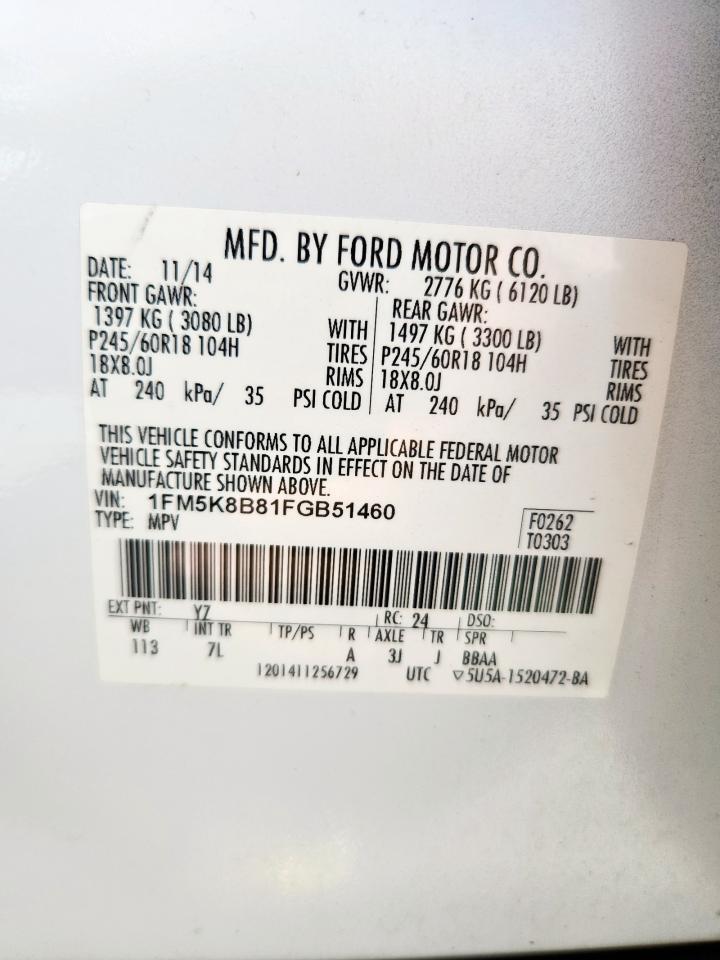 MFD. BY FORD MOTOR CO.
DATE: 11/14 GVWR: 2776 KG ( 6120 LB)
FRONT GAWR: REAR GAWR:
1397 KG ( 3080 LB) WITH 1497 KG ( 3300 LB) WITH
P245/60R18 104H TIRES P245/60R18 104H TIRES
18X8.0J RIMS 18X8.0J RIMS
AT 240 kPa/ 35 PSI COLD AT 240 kPa/ 35 PSI COLD
THIS VEHICLE CONFORMS TO ALL APPLICABLE FEDERAL MOTOR
VEHICLE SAFETY STANDARDS IN EFFECT ON THE DATE OF
MANUFACTURE SHOWN ABOVE.
VIN: 1FM5K8B81FGB51460
TYPE: MPV
F0262
T0303
EXT PNT: YZ RC: 24 DSO:
WB INT TR TP/PS R AXLE TR SPR
113 7L A 3J J BBAA
1201411256729 UTC ▽5U5A-1520472-BA